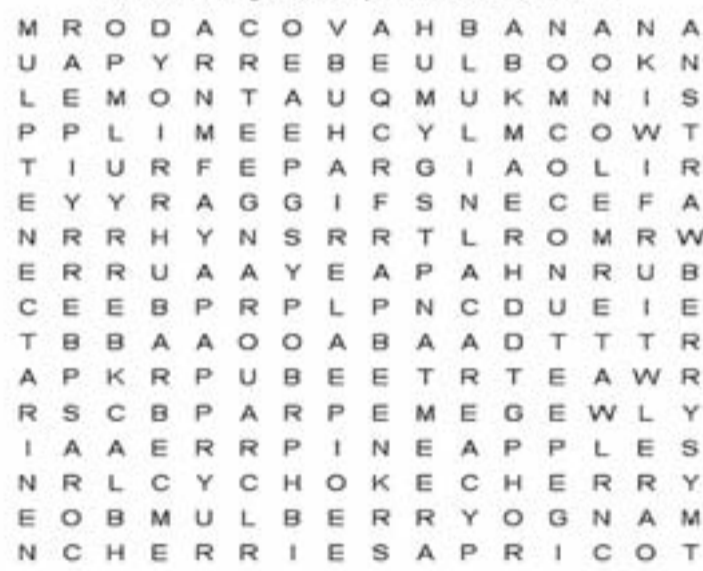 M R O D A C O V A H B A N A N A
U A P Y R R E B E U L B O O K N
L E M O N T A U Q M U K M N I S
P P L I M E E H C Y L M C O W T
T I U R F E P A R G I A O L I R
E Y Y R A G G I F S N E C E F A
N R R H Y N S R R T L R O M R W
E R R U A A Y E A P A H N R U B
C E E B P R P L P N C D U E I E
T B B A A O O A B A A D T T T R
A P K R P U B E E T R T E A W R
R S C B P A R P E M E G E W L Y
I A A E R R P I N E A P P L E S
N R L C Y C H O K E C H E R R Y
E O B M U L B E R R Y O G N A M
N C H E R R I E S A P R I C O T